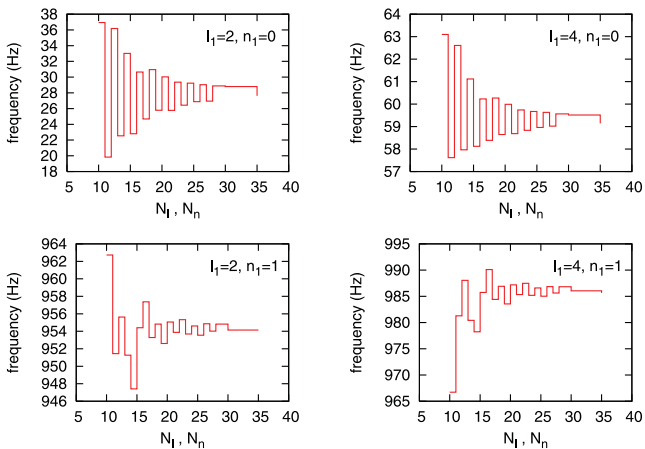 l₁=2, n₁=0
frequency (Hz)
38
36
34
32
30
28
26
24
22
20
18
5 10 15 20 25 30 35 40
Nₗ , Nₙ
l₁=4, n₁=0
frequency (Hz)
64
63
62
61
60
59
58
57
5 10 15 20 25 30 35 40
Nₗ , Nₙ
l₁=2, n₁=1
frequency (Hz)
964
962
960
958
956
954
952
950
948
946
5 10 15 20 25 30 35 40
Nₗ , Nₙ
l₁=4, n₁=1
frequency (Hz)
995
990
985
980
975
970
965
5 10 15 20 25 30 35 40
Nₗ , Nₙ